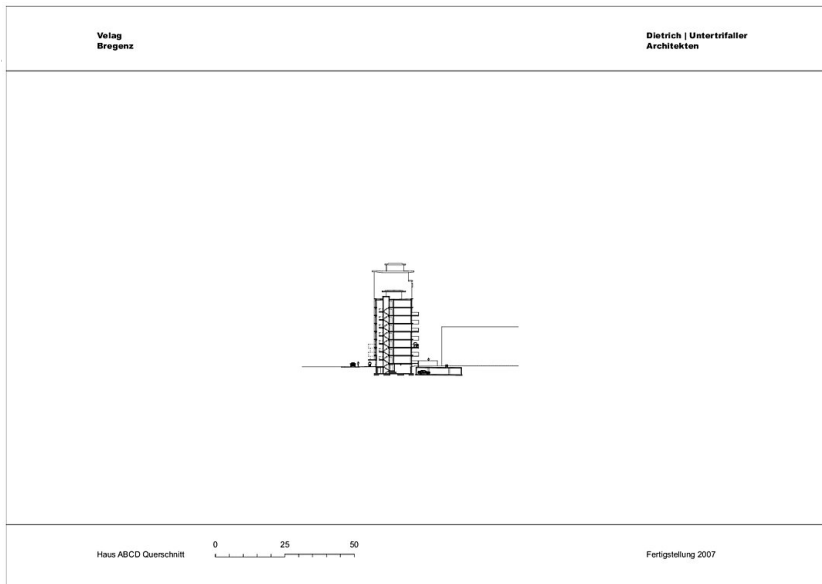 Velag
Bregenz
Dietrich | Untertrifaller
Architekten
Haus ABCD Querschnitt
0 25 50
Fertigstellung 2007